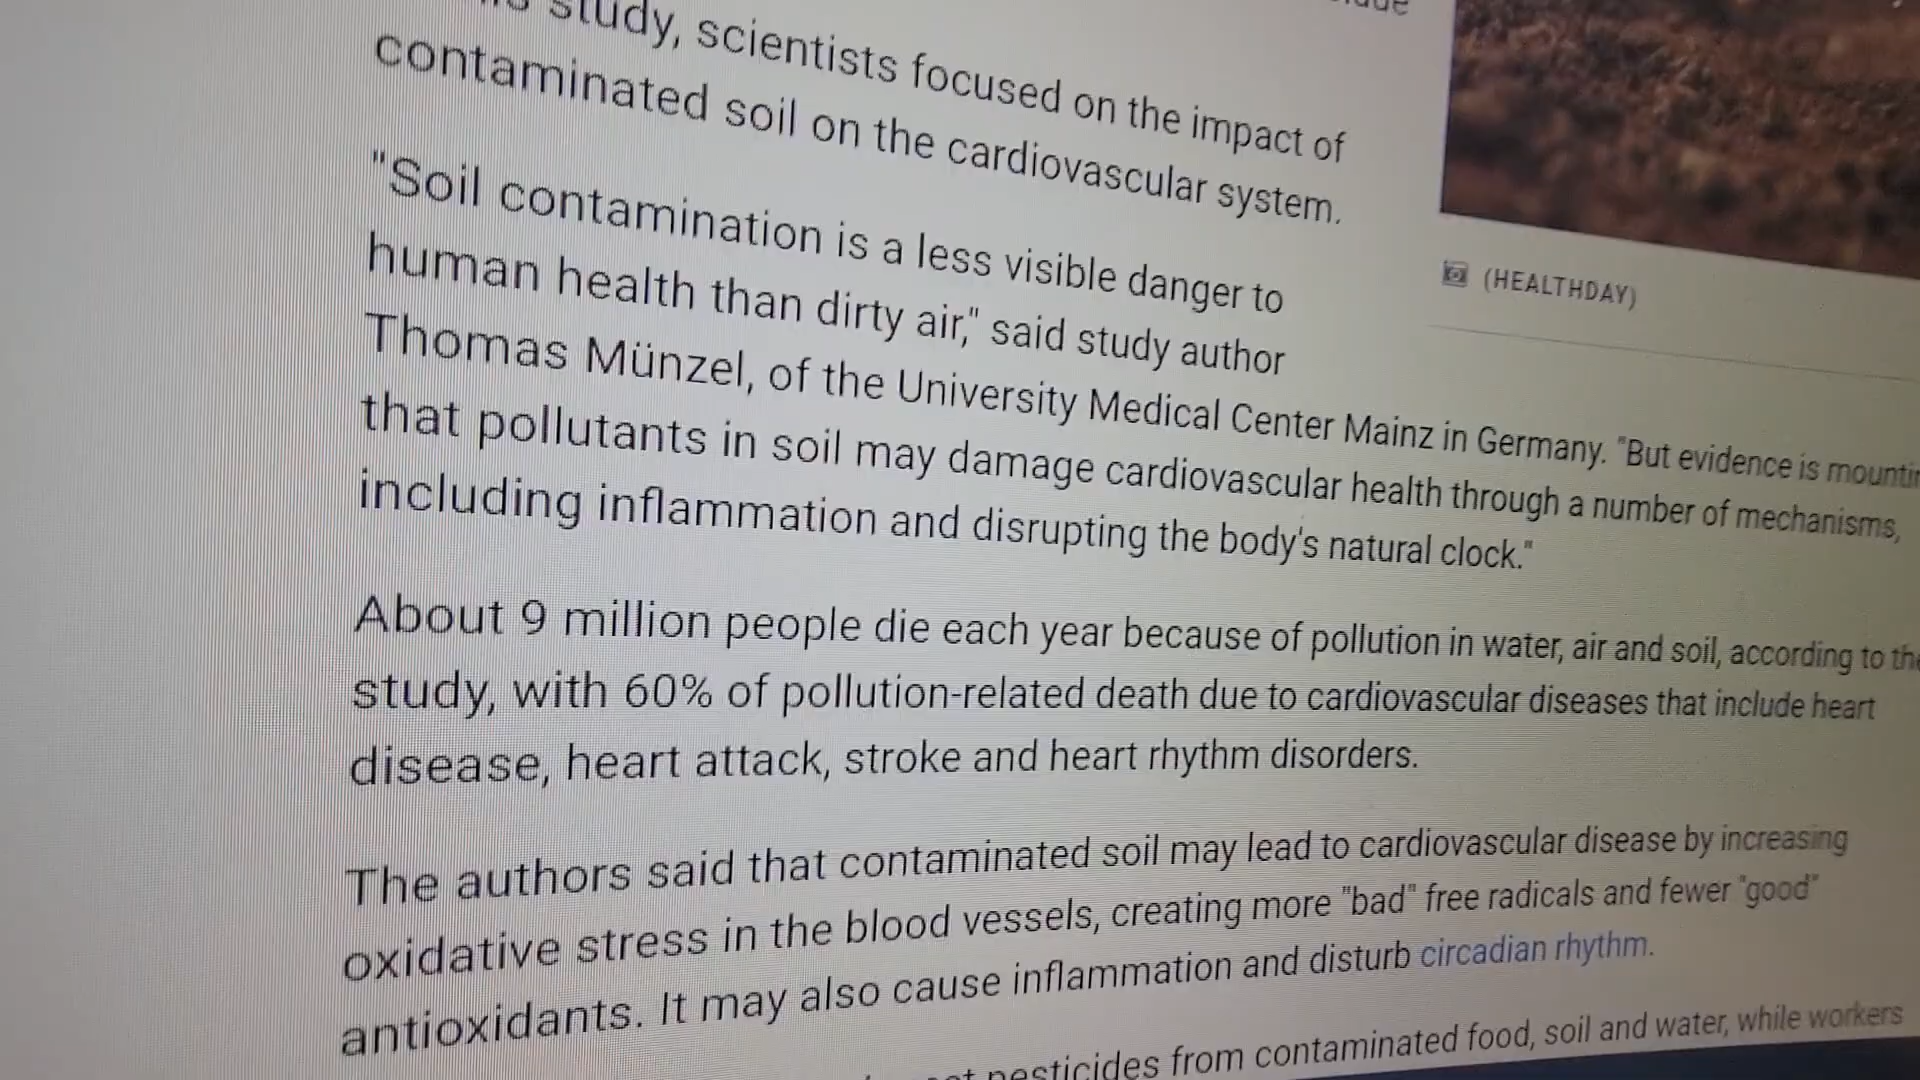 study, scientists focused on the impact of
contaminated soil on the cardiovascular system.
"Soil contamination is a less visible danger to
human health than dirty air," said study author
Thomas Münzel, of the University Medical Center Mainz in Germany. "But evidence is
that pollutants in soil may damage cardiovascular health through a number of mechanisms,
including inflammation and disrupting the body's natural clock."
(HEALTHDAY)
About 9 million people die each year because of pollution in water, air and soil, according to the
study, with 60% of pollution-related death due to cardiovascular diseases that include heart
disease, heart attack, stroke and heart rhythm disorders.
The authors said that contaminated soil may lead to cardiovascular disease by increasing
oxidative stress in the blood vessels, creating more "bad" free radicals and fewer "good"
antioxidants. It may also cause inflammation and disturb circadian rhythm.
pesticides from contaminated food, soil and water, while workers